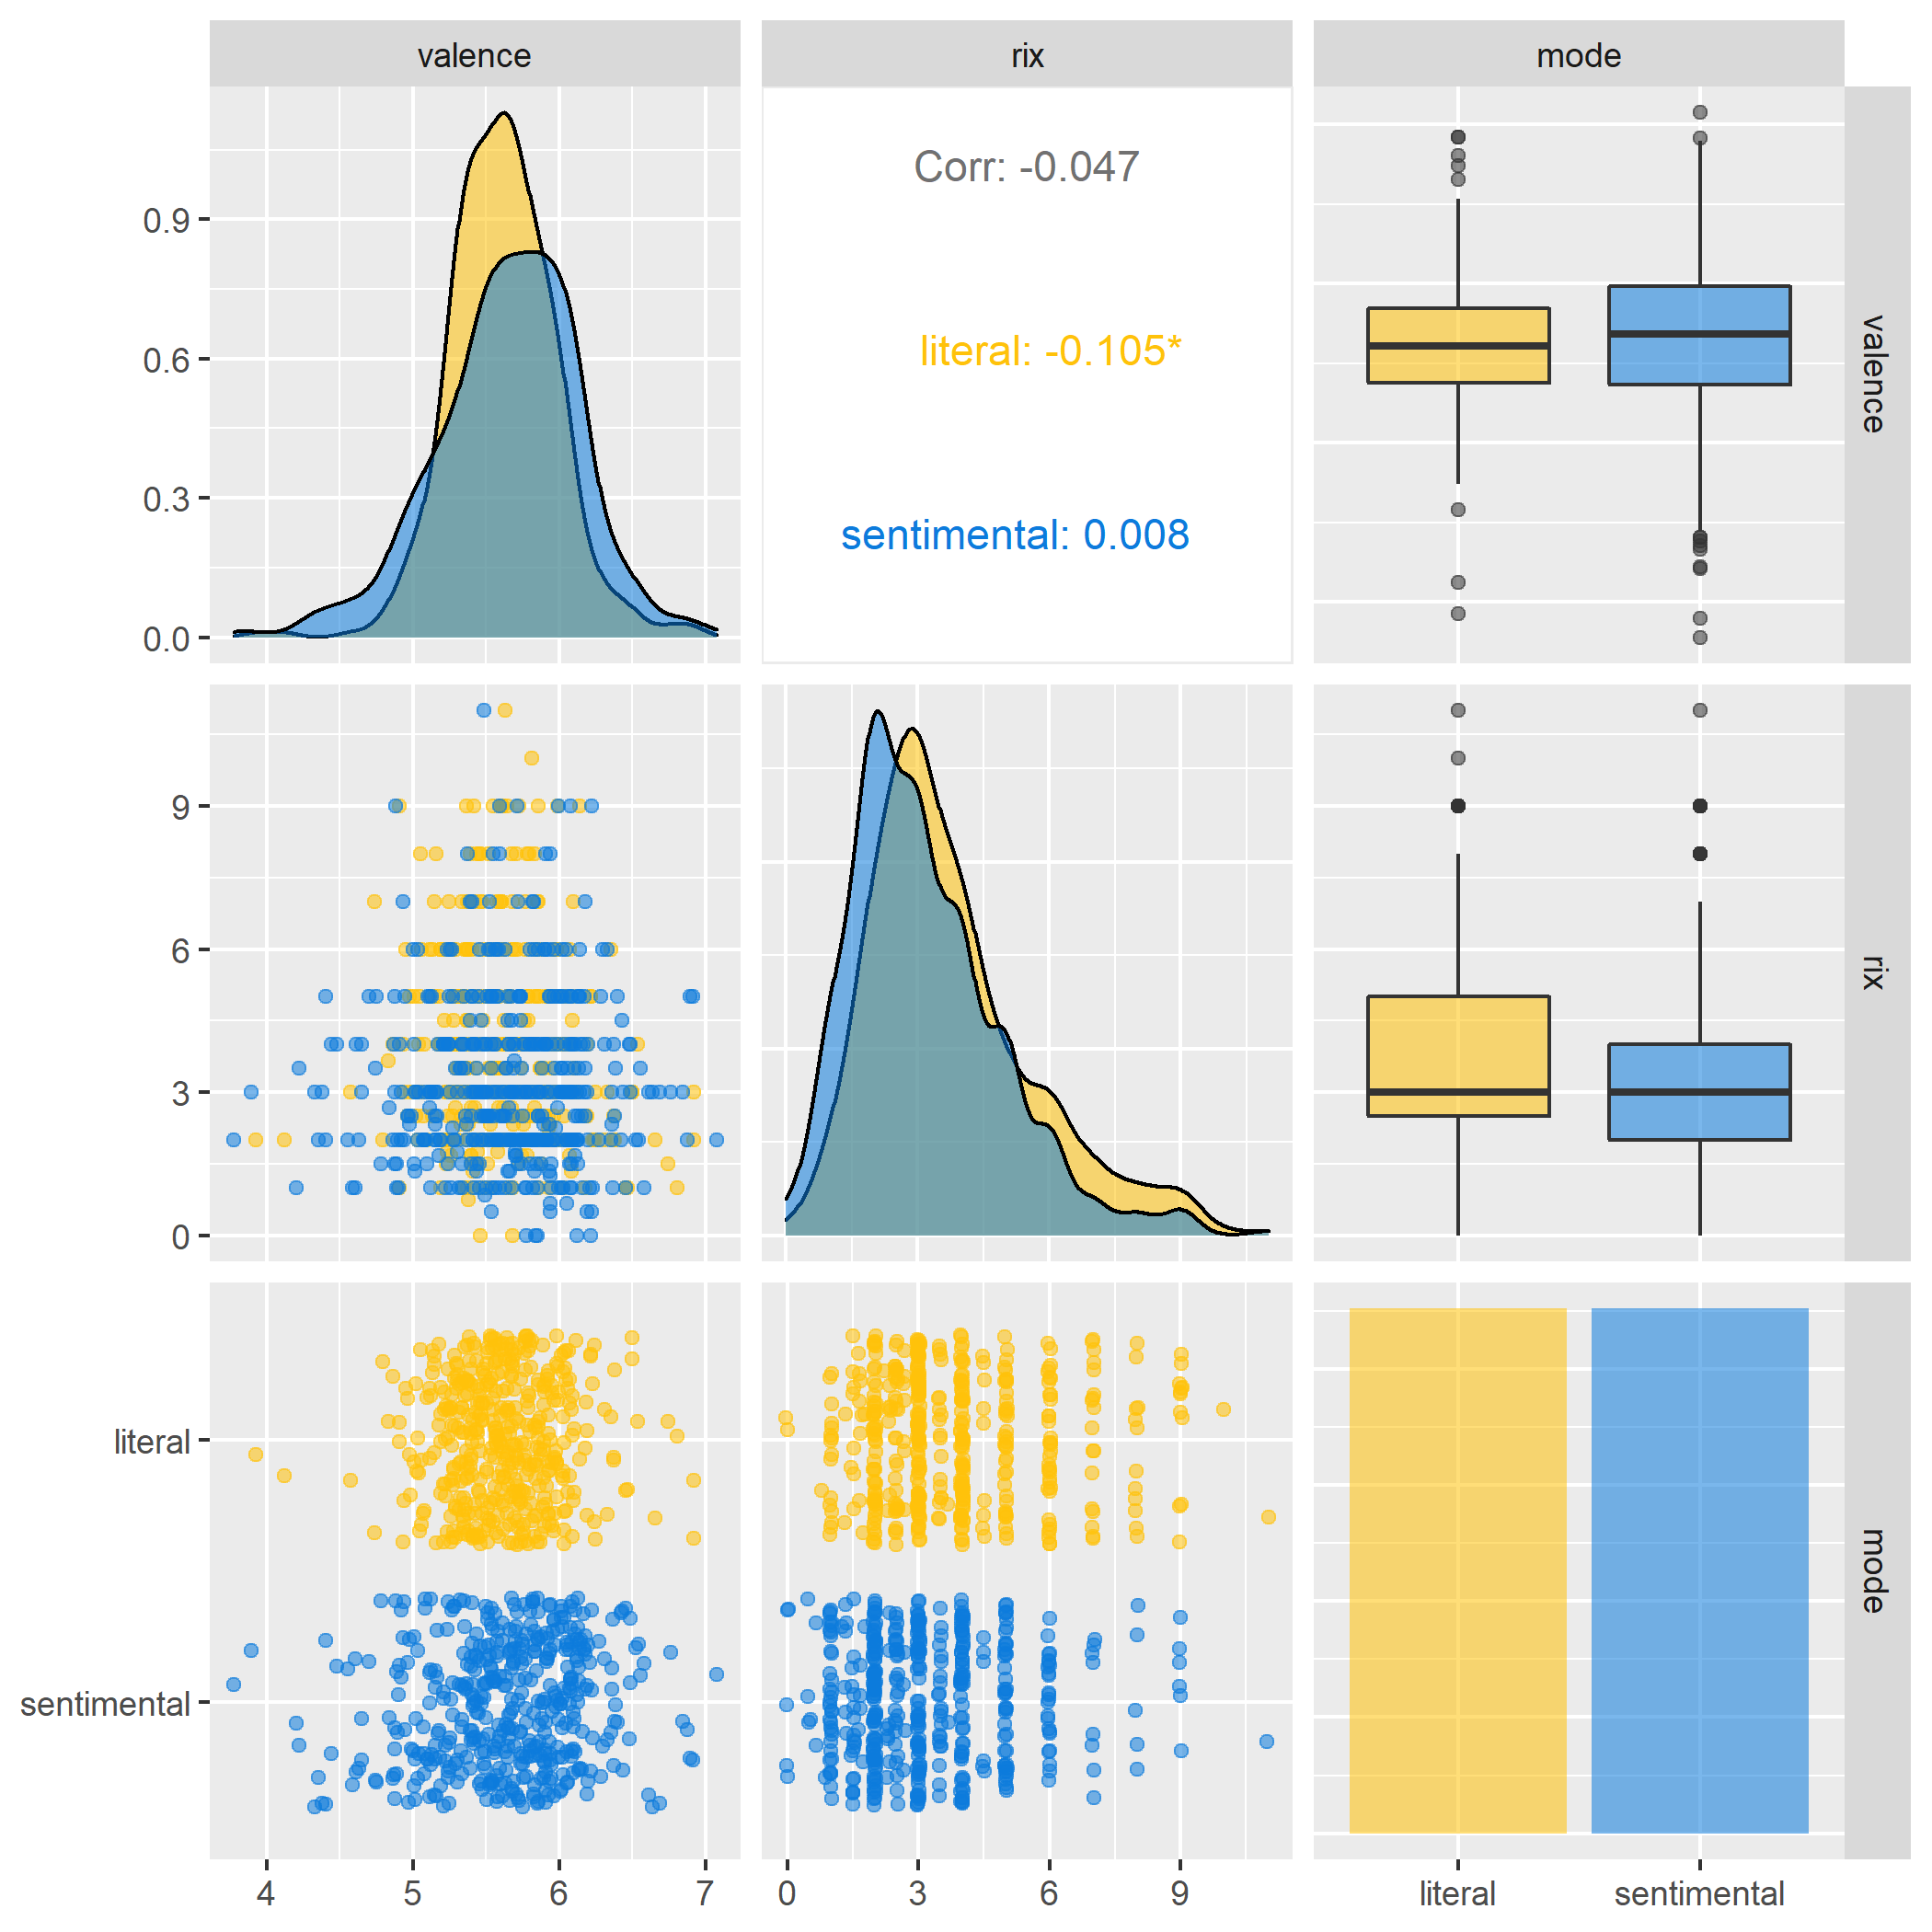 valence
rix
mode
0.9
0.6
0.3
0.0
Corr: -0.047
literal: -0.105*
sentimental: 0.008
valence
9
6
3
0
rix
literal
sentimental
mode
4 5 6 7
0 3 6 9
literal sentimental